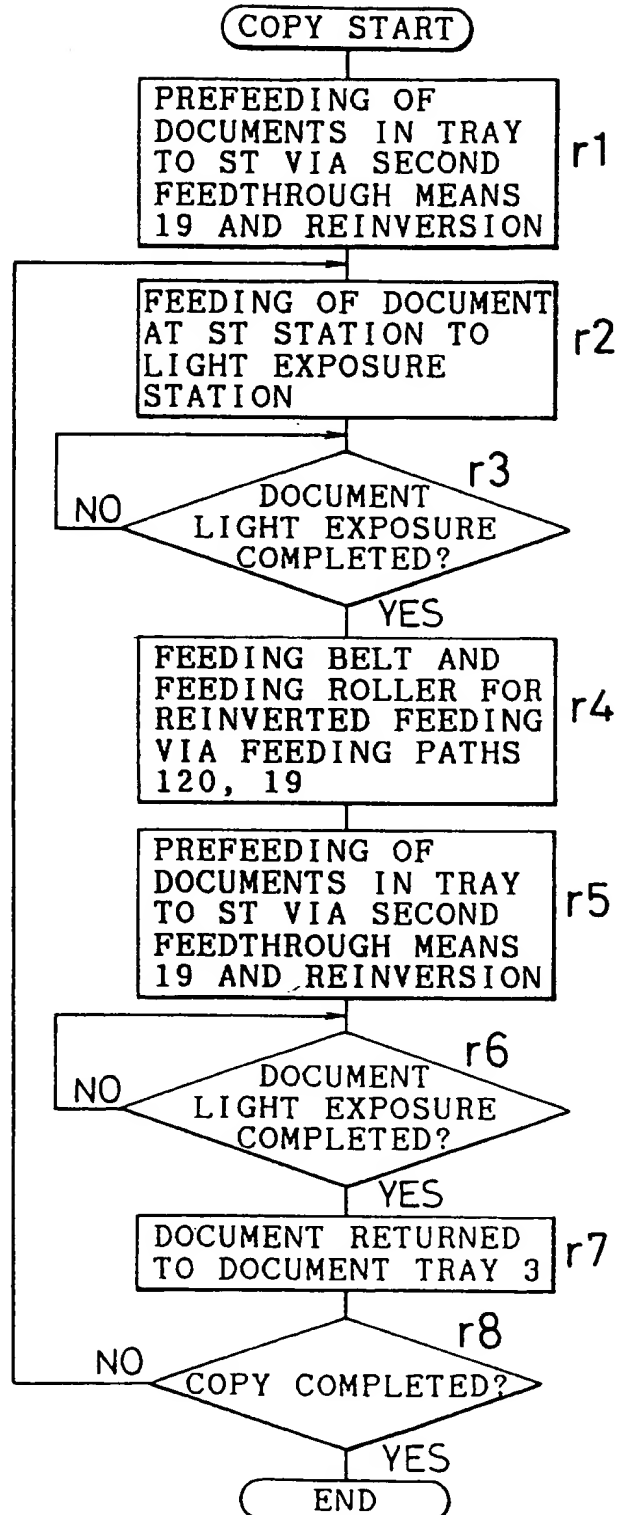 COPY START
PREFEEDING OF
DOCUMENTS IN TRAY
TO ST VIA SECOND
FEEDTHROUGH MEANS
19 AND REINVERSION
r1
FEEDING OF DOCUMENT
AT ST STATION TO
LIGHT EXPOSURE
STATION
r2
r3
DOCUMENT
LIGHT EXPOSURE
COMPLETED?
NO
YES
FEEDING BELT AND
FEEDING ROLLER FOR
REINVERTED FEEDING
VIA FEEDING PATHS
120, 19
r4
PREFEEDING OF
DOCUMENTS IN TRAY
TO ST VIA SECOND
FEEDTHROUGH MEANS
19 AND REINVERSION
r5
r6
DOCUMENT
LIGHT EXPOSURE
COMPLETED?
NO
YES
DOCUMENT RETURNED
TO DOCUMENT TRAY 3
r7
r8
NO
COPY COMPLETED?
YES
END